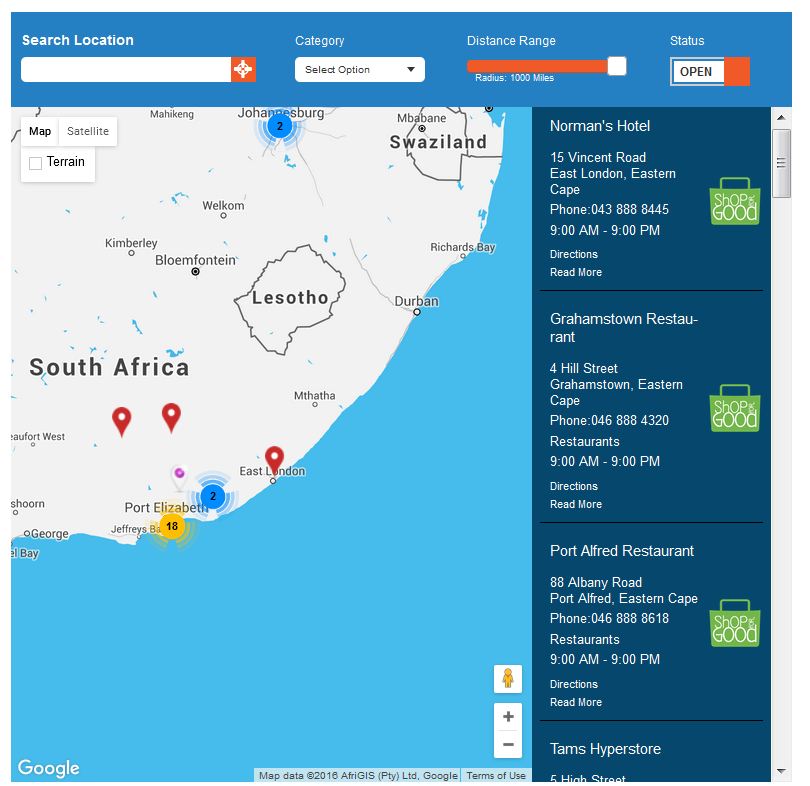 Search Location
Category
Distance Range
Status
Select Option
Radius: 1000 Miles
OPEN
Map
Satellite
Terrain
Mahikeng
Johannesburg
2
Mbabane
Swaziland
Welkom
Kimberley
Bloemfontein
Richards Bay
Lesotho
Durban
South Africa
Mthatha
eaufort West
East London
2
shoorn
Port Elizabeth
18
George
Jeffreys Ba
el Bay
Google
Map data ©2016 AfriGIS (Pty) Ltd, Google
Terms of Use
Norman's Hotel
15 Vincent Road
East London, Eastern
Cape
Phone:043 888 8445
9:00 AM - 9:00 PM
Directions
Read More
SHOP FOR GOOD
Grahamstown Restau-
rant
4 Hill Street
Grahamstown, Eastern
Cape
Phone:046 888 4320
Restaurants
9:00 AM - 9:00 PM
Directions
Read More
SHOP FOR GOOD
Port Alfred Restaurant
88 Albany Road
Port Alfred, Eastern Cape
Phone:046 888 8618
Restaurants
9:00 AM - 9:00 PM
Directions
Read More
SHOP FOR GOOD
Tams Hyperstore
5 High Street